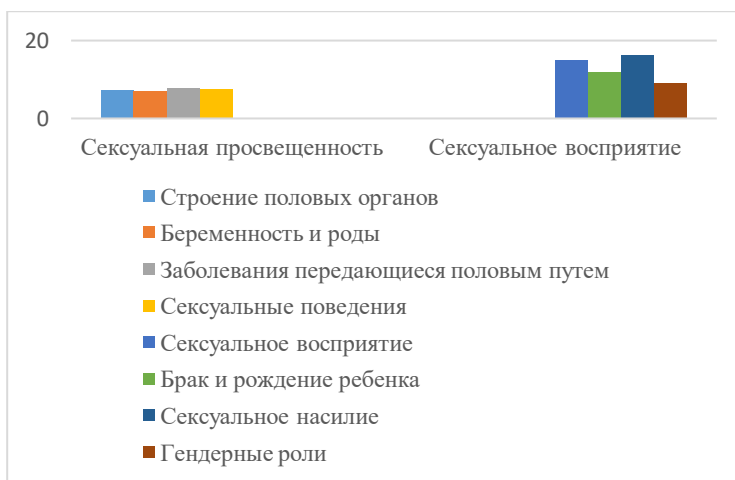 20
0
Сексуальная просвещенность Сексуальное восприятие
Строение половых органов
Беременность и роды
Заболевания передающиеся половым путем
Сексуальные поведения
Сексуальное восприятие
Брак и рождение ребенка
Сексуальное насилие
Гендерные роли